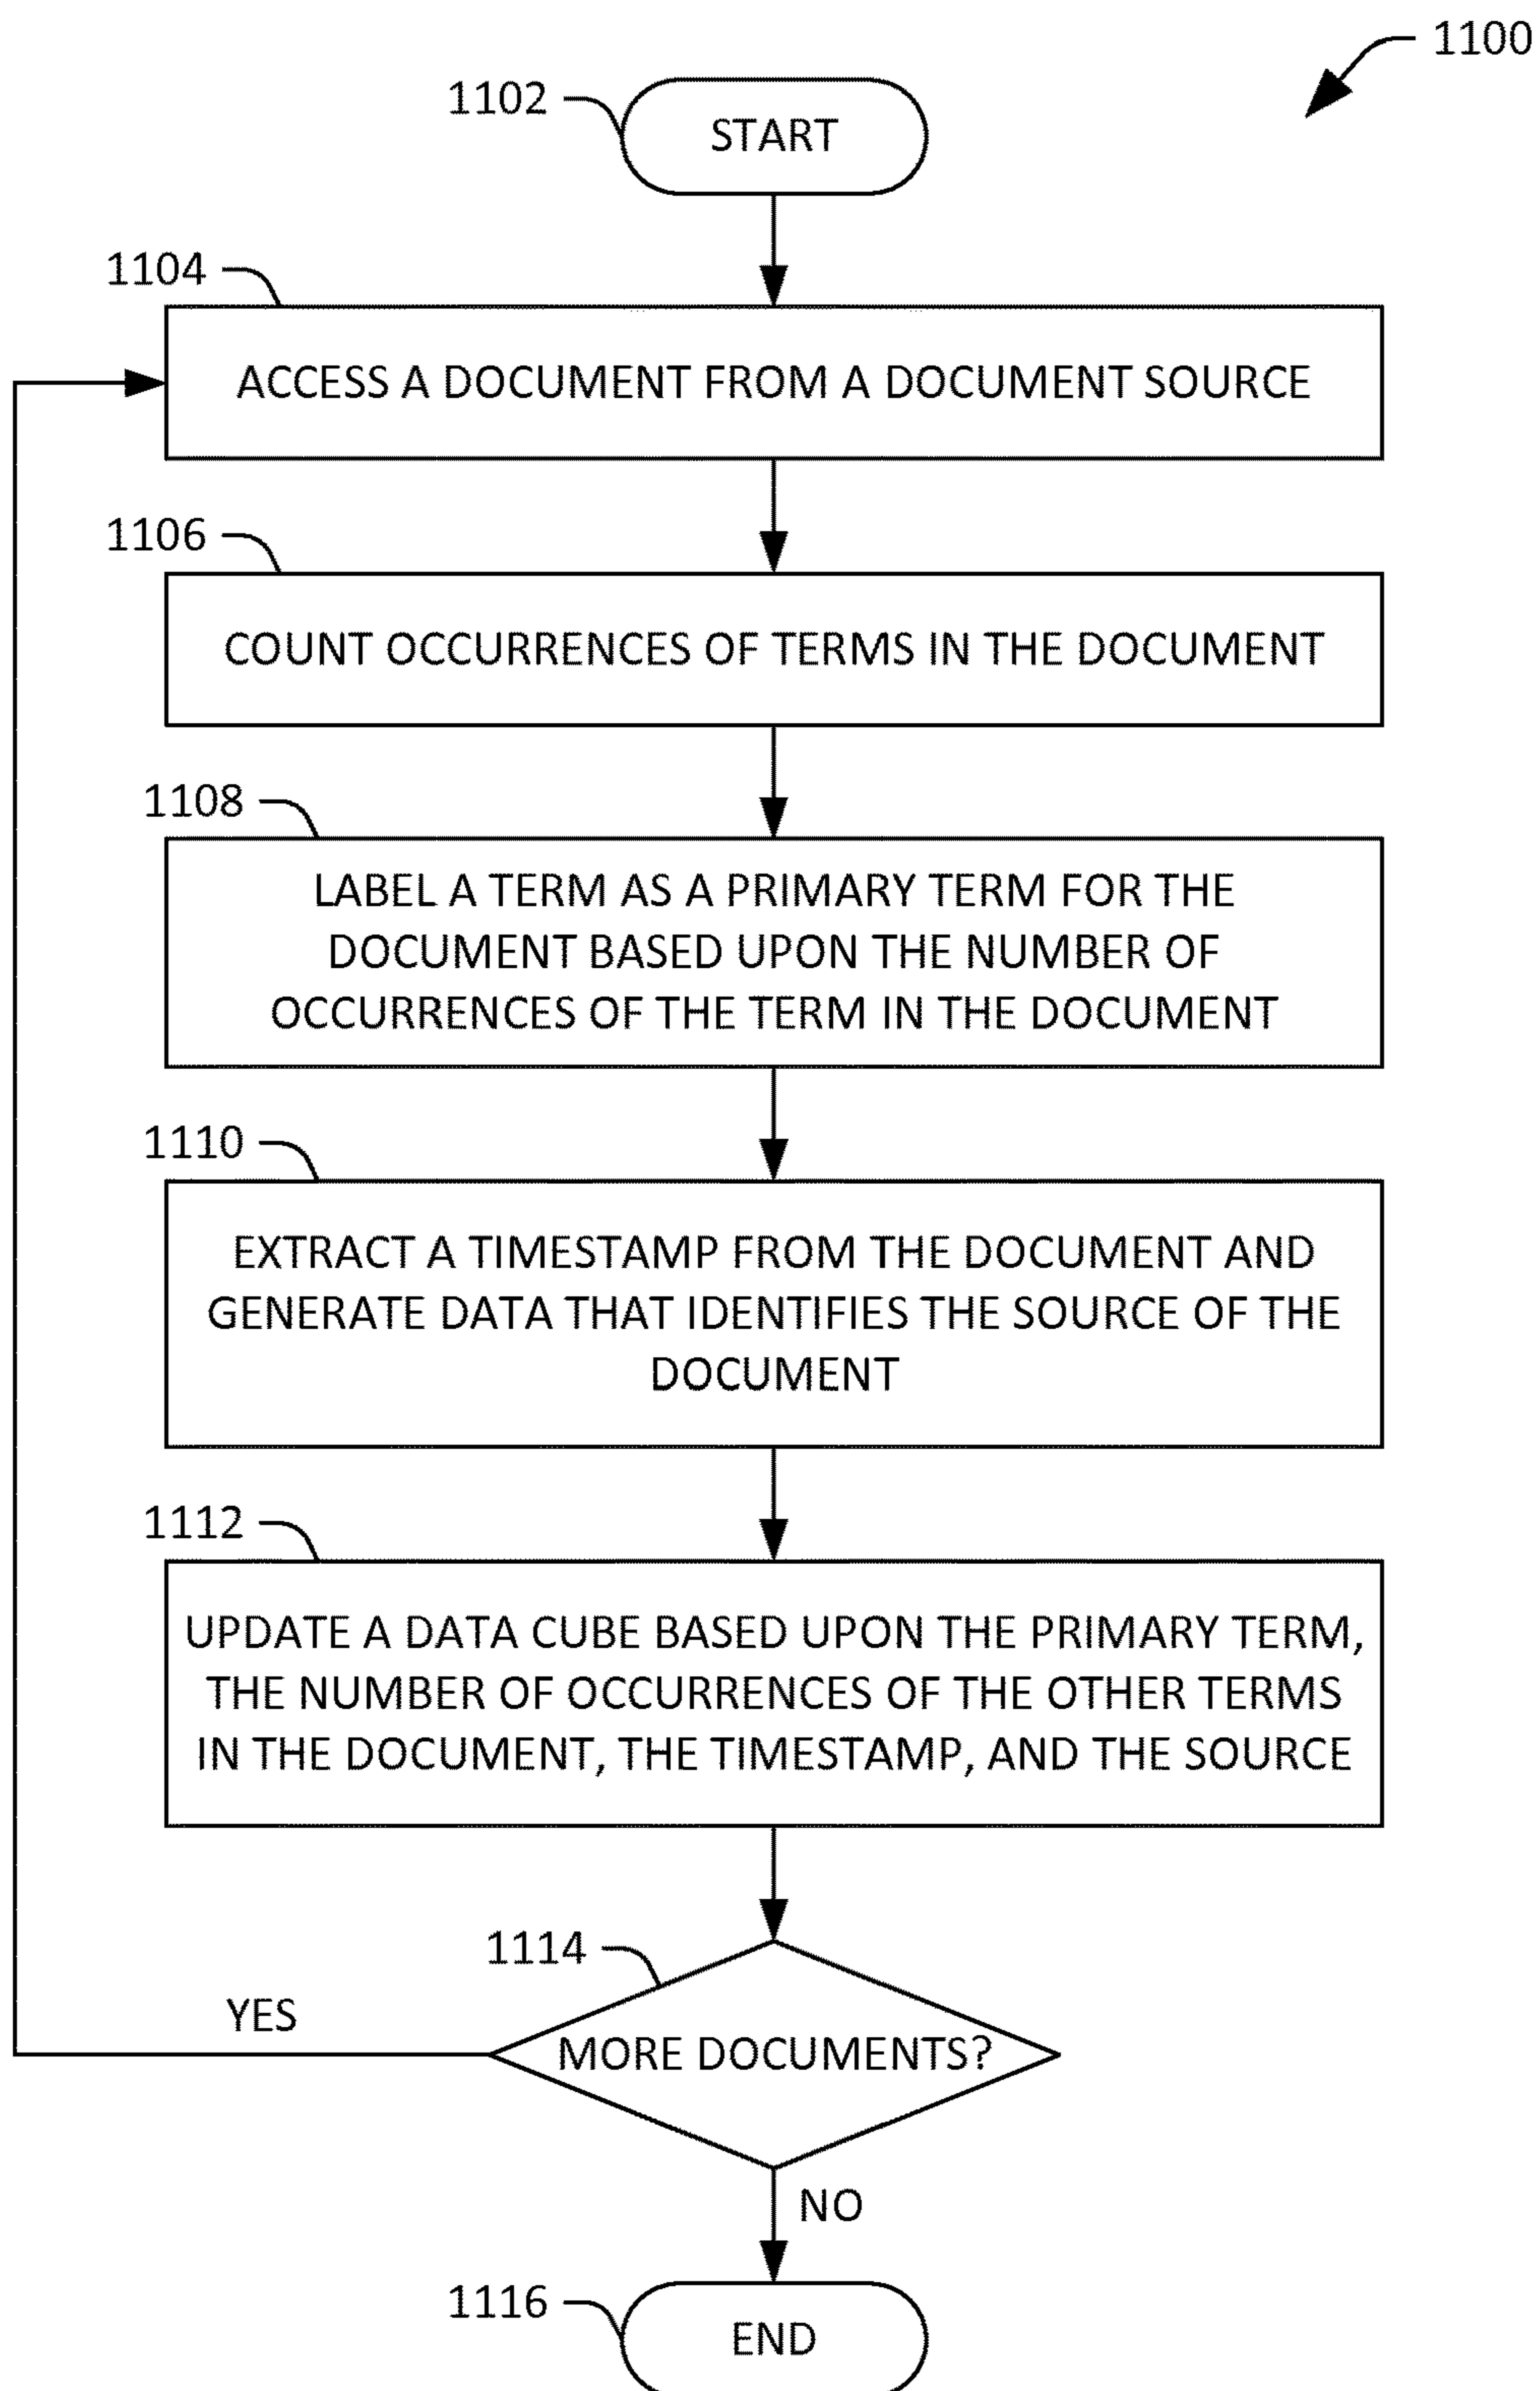 1100
1102
START
1104
ACCESS A DOCUMENT FROM A DOCUMENT SOURCE
1106
COUNT OCCURRENCES OF TERMS IN THE DOCUMENT
1108
LABEL A TERM AS A PRIMARY TERM FOR THE
DOCUMENT BASED UPON THE NUMBER OF
OCCURRENCES OF THE TERM IN THE DOCUMENT
1110
EXTRACT A TIMESTAMP FROM THE DOCUMENT AND
GENERATE DATA THAT IDENTIFIES THE SOURCE OF THE
DOCUMENT
1112
UPDATE A DATA CUBE BASED UPON THE PRIMARY TERM,
THE NUMBER OF OCCURRENCES OF THE OTHER TERMS
IN THE DOCUMENT, THE TIMESTAMP, AND THE SOURCE
1114
YES
MORE DOCUMENTS?
NO
1116
END